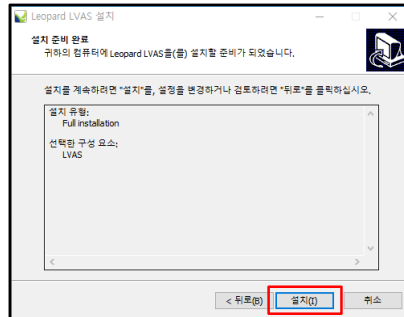 Leopard LVAS 설치
설치 준비 완료
귀하의 컴퓨터에 Leopard LVAS을(를) 설치할 준비가 되었습니다.
설치를 계속하려면 "설치"를, 설정을 변경하거나 검토하려면 "뒤로"를 클릭하십시오.
설치 유형:
Full installation
선택한 구성 요소:
LVAS
< 뒤로(B)
설치(I)
취소